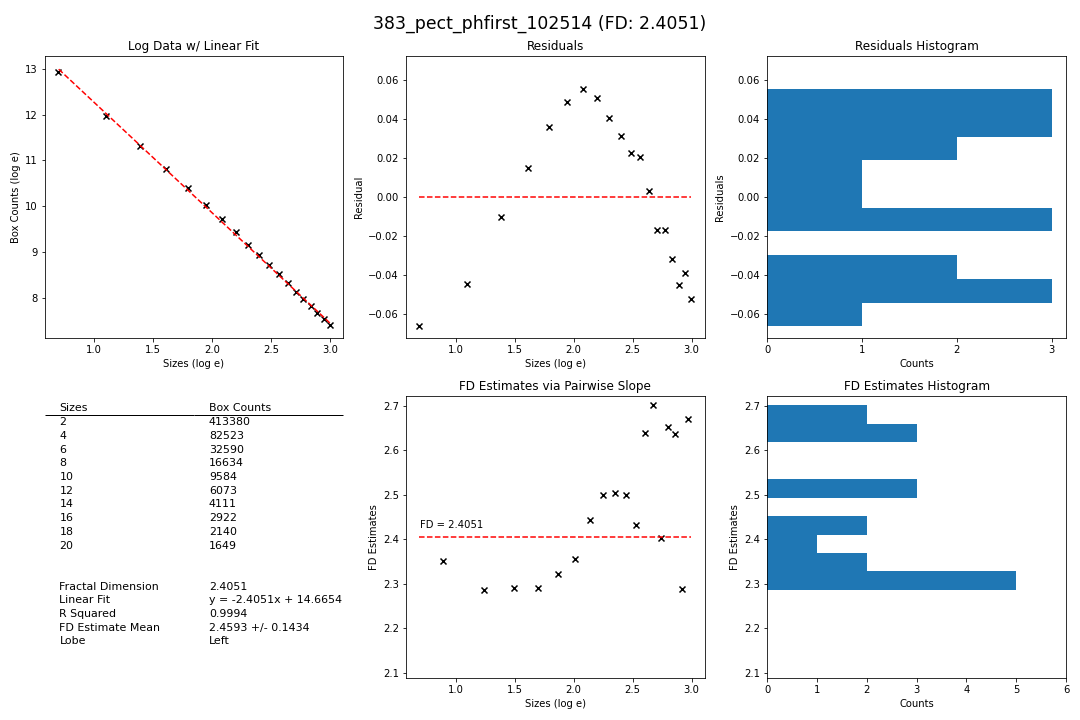 383_pect_phfirst_102514 (FD: 2.4051)
Log Data w/ Linear Fit
Box Counts (log e)
13
12
11
10
9
8
1.0 1.5 2.0 2.5 3.0
Sizes (log e)
Residuals
Residual
0.06
0.04
0.02
0.00
−0.02
−0.04
−0.06
1.0 1.5 2.0 2.5 3.0
Sizes (log e)
Residuals Histogram
Residuals
0.06
0.04
0.02
0.00
−0.02
−0.04
−0.06
0 1 2 3
Counts
Sizes Box Counts
2 413380
4 82523
6 32590
8 16634
10 9584
12 6073
14 4111
16 2922
18 2140
20 1649
Fractal Dimension 2.4051
Linear Fit y = -2.4051x + 14.6654
R Squared 0.9994
FD Estimate Mean 2.4593 +/- 0.1434
Lobe Left
FD Estimates via Pairwise Slope
FD Estimates
2.7
2.6
2.5
2.4
2.3
2.2
2.1
FD = 2.4051
1.0 1.5 2.0 2.5 3.0
Sizes (log e)
FD Estimates Histogram
FD Estimates
2.7
2.6
2.5
2.4
2.3
2.2
2.1
0 1 2 3 4 5 6
Counts